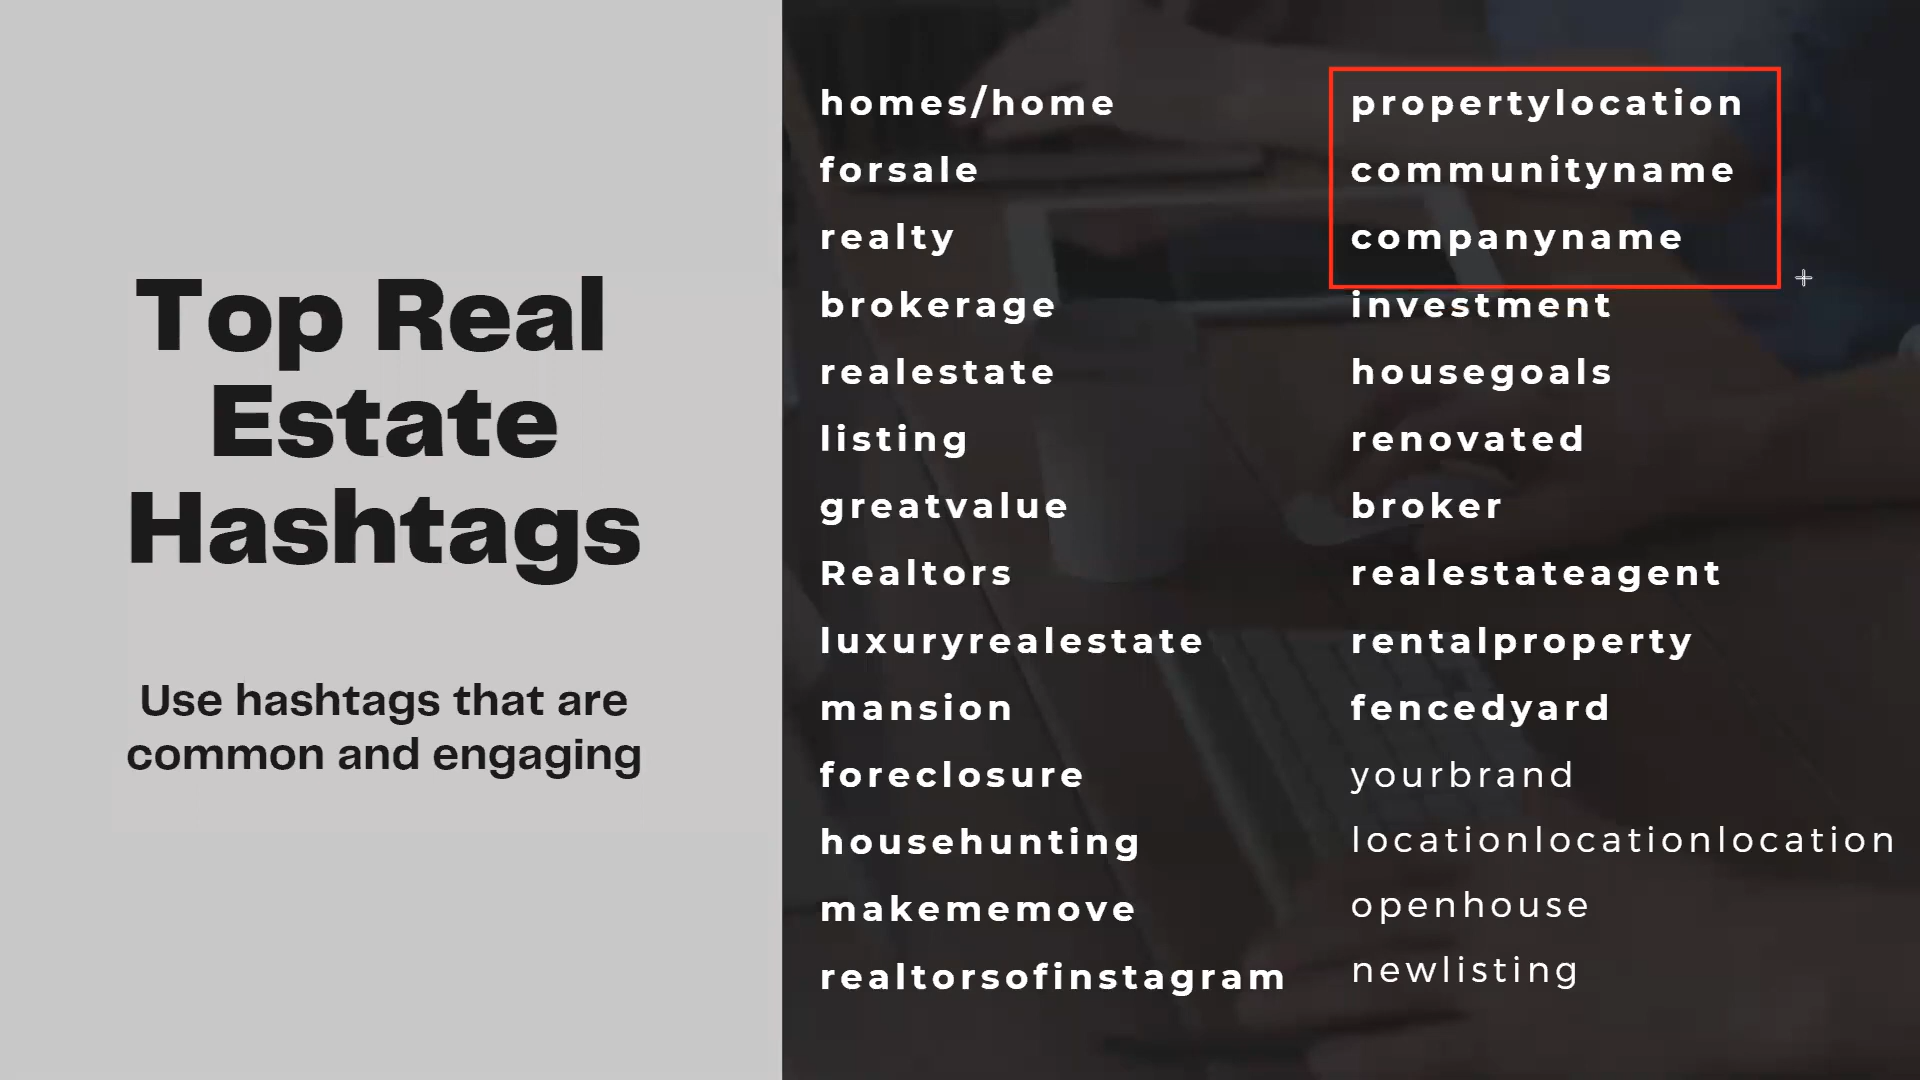 Top Real
Estate
Hashtags
Use hashtags that are
common and engaging
homes/home
forsale
realty
brokerage
realestate
listing
greatvalue
Realtors
luxuryrealestate
mansion
foreclosure
househunting
makememove
realtorsofinstagram
propertylocation
communityname
companyname
investment
housegoals
renovated
broker
realestateagent
rentalproperty
fencedyard
yourbrand
locationlocationlocation
openhouse
newlisting